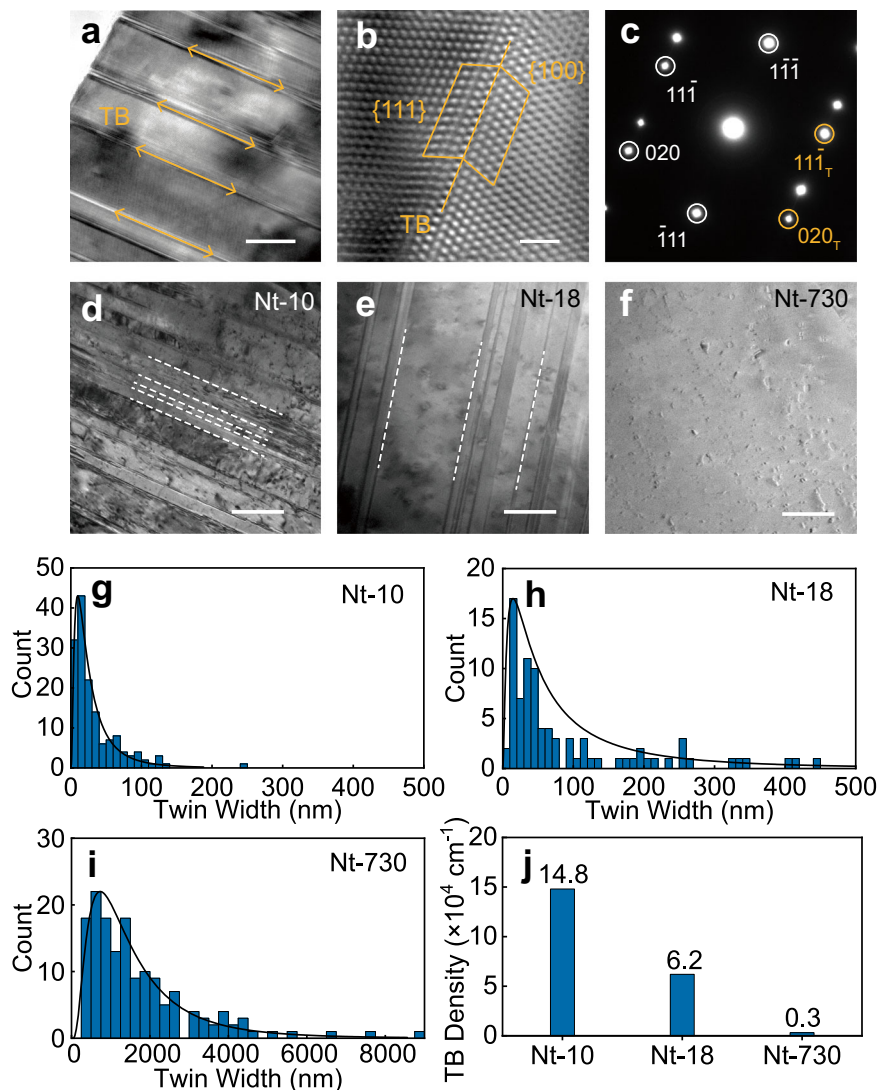 a
TB
b
{111}
{100}
TB
c
11̄1̄
111̄
020
1̄11
111̄T
020T
d
Nt-10
e
Nt-18
f
Nt-730
g
Nt-10
Count
50
40
30
20
10
0
0 100 200 300 400 500
Twin Width (nm)
h
Nt-18
Count
20
15
10
5
0
0 100 200 300 400 500
Twin Width (nm)
i
Nt-730
Count
30
20
10
0
0 2000 4000 6000 8000
Twin Width (nm)
j
TB Density (×10⁴ cm⁻¹)
20
15
10
5
0
14.8
6.2
0.3
Nt-10 Nt-18 Nt-730